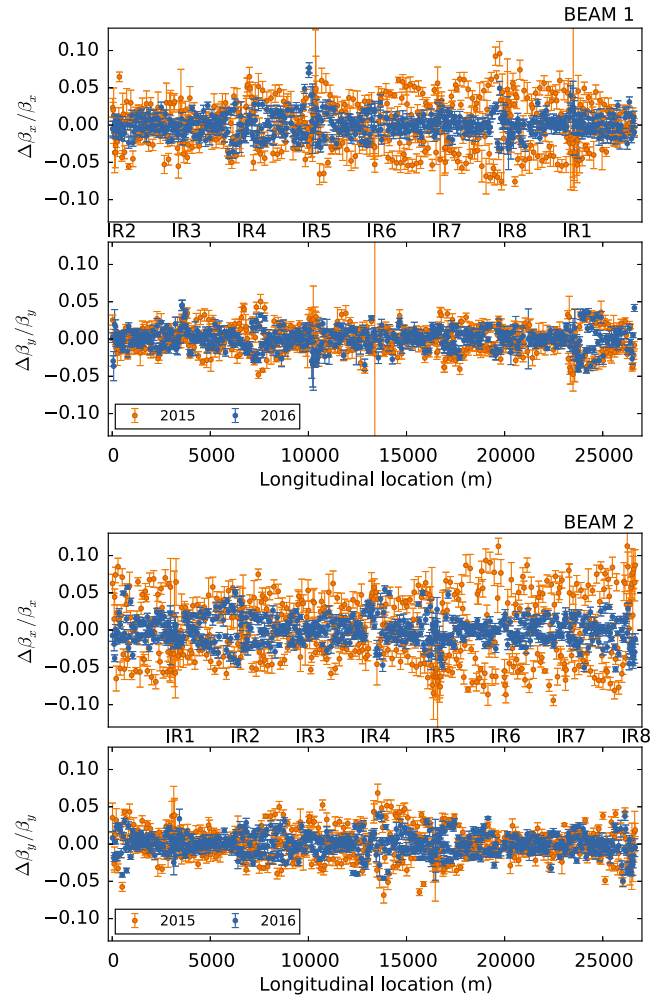 BEAM 1
0.10
0.05
0.00
−0.05
−0.10
Δβx/βx
IR2 IR3 IR4 IR5 IR6 IR7 IR8 IR1
0.10
0.05
0.00
−0.05
−0.10
Δβy/βy
2015 2016
0 5000 10000 15000 20000 25000
Longitudinal location (m)
BEAM 2
0.10
0.05
0.00
−0.05
−0.10
Δβx/βx
IR1 IR2 IR3 IR4 IR5 IR6 IR7 IR8
0.10
0.05
0.00
−0.05
−0.10
Δβy/βy
2015 2016
0 5000 10000 15000 20000 25000
Longitudinal location (m)